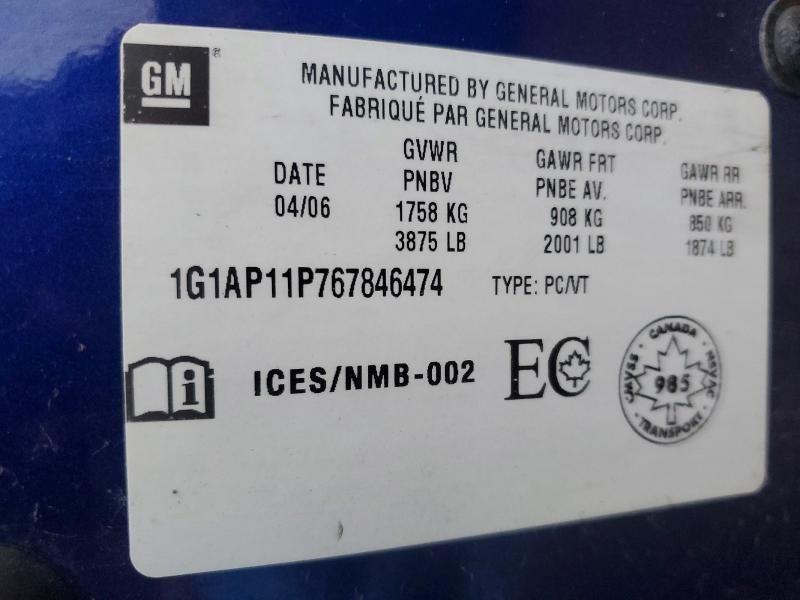 GM ®
MANUFACTURED BY GENERAL MOTORS CORP.
FABRIQUÉ PAR GENERAL MOTORS CORP.
DATE GVWR GAWR FRT GAWR RR
PNBV PNBE AV. PNBE ARR.
04/06 1758 KG 908 KG 850 KG
3875 LB 2001 LB 1874 LB
1G1AP11P767846474 TYPE: PC/VT
i ICES/NMB-002 EC
CANADA
CMVSS 985 NSVAC
TRANSPORT